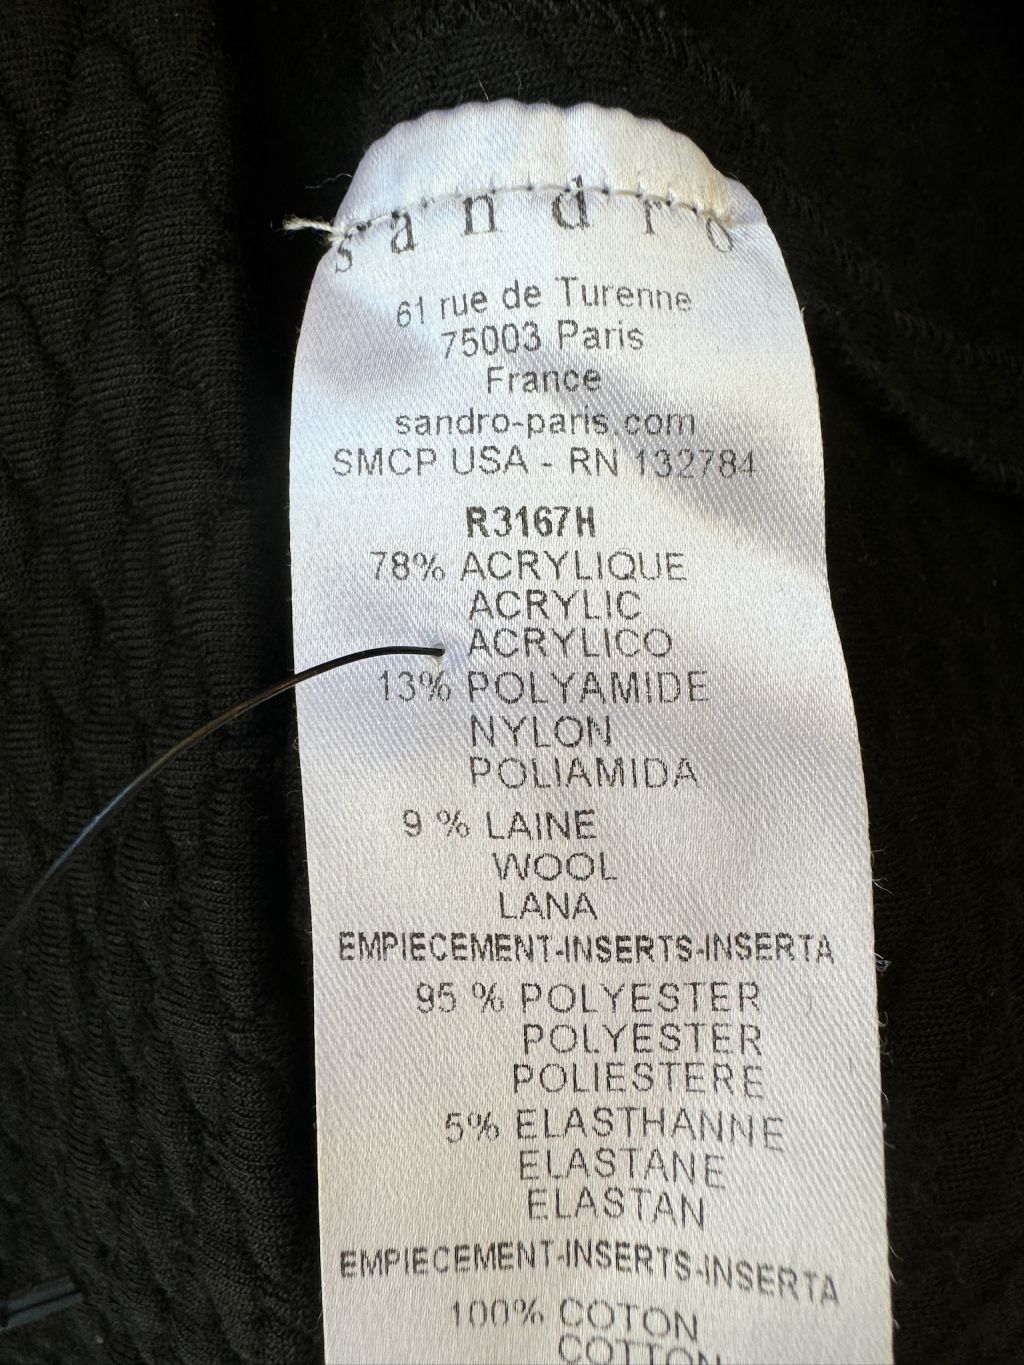 sandro
61 rue de Turenne
75003 Paris
France
sandro-paris.com
SMCP USA - RN 132784
R3167H
78% ACRYLIQUE
ACRYLIC
ACRYLICO
13% POLYAMIDE
NYLON
POLIAMIDA
9 % LAINE
WOOL
LANA
EMPIECEMENT-INSERTS-INSERTA
95 % POLYESTER
POLYESTER
POLIESTERE
5% ELASTHANNE
ELASTANE
ELASTAN
EMPIECEMENT-INSERTS-INSERTA
100% COTON
COTTON